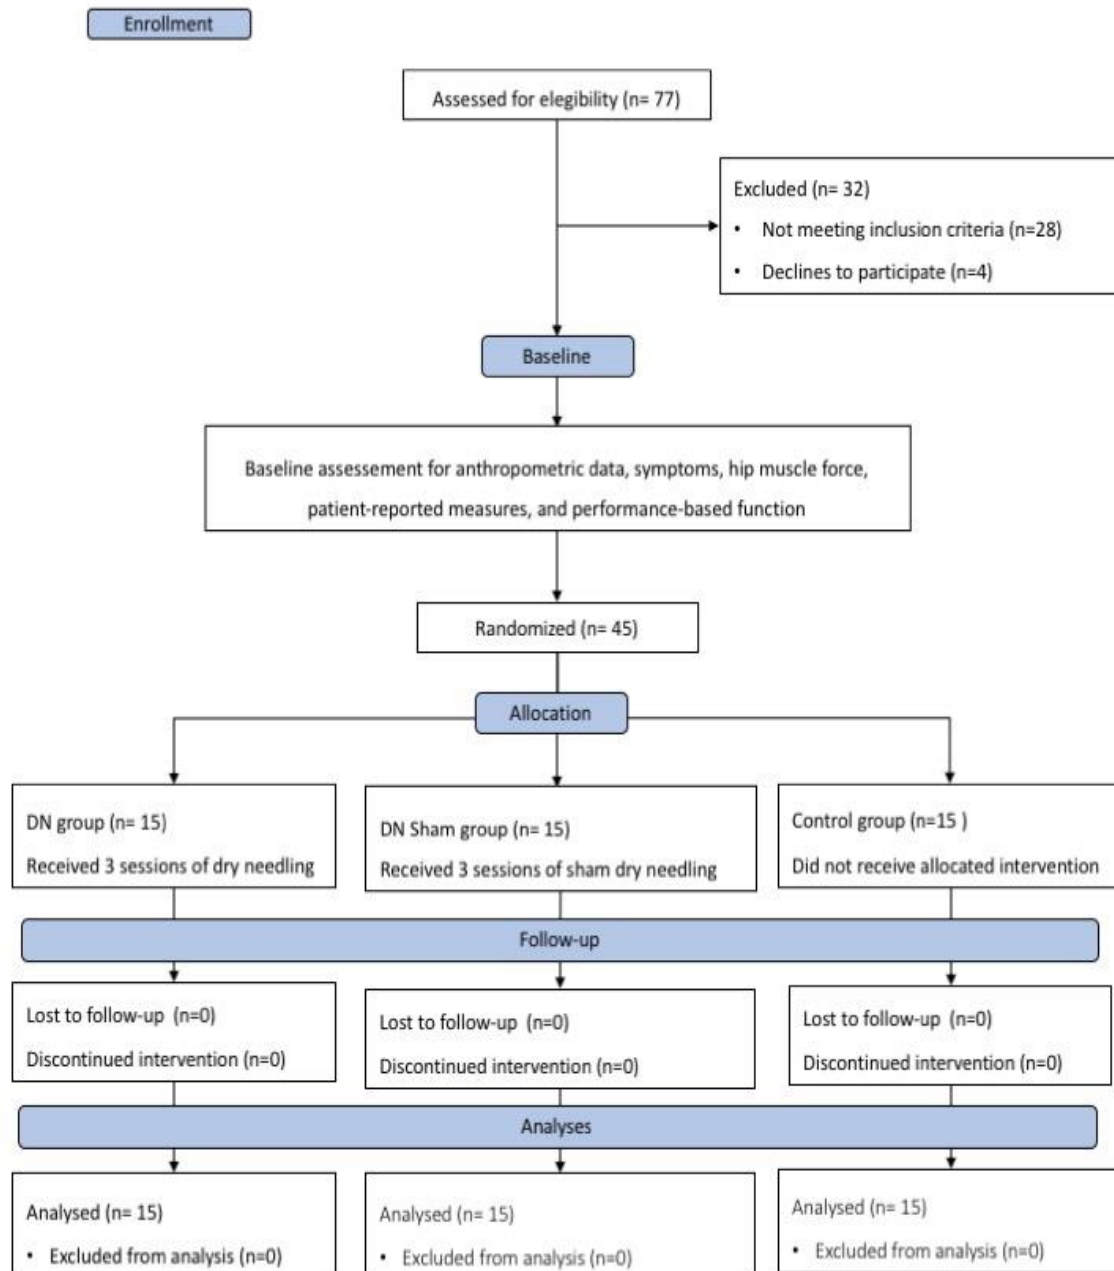 Enrollment
Assessed for elegibility (n= 77)
Excluded (n= 32)
• Not meeting inclusion criteria (n=28)
• Declines to participate (n=4)
Baseline
Baseline assessement for anthropometric data, symptoms, hip muscle force,
patient-reported measures, and performance-based function
Randomized (n= 45)
Allocation
DN group (n= 15)
Received 3 sessions of dry needling
DN Sham group (n= 15)
Received 3 sessions of sham dry needling
Control group (n=15 )
Did not receive allocated intervention
Follow-up
Lost to follow-up (n=0)
Discontinued intervention (n=0)
Lost to follow-up (n=0)
Discontinued intervention (n=0)
Lost to follow-up (n=0)
Discontinued intervention (n=0)
Analyses
Analysed (n= 15)
• Excluded from analysis (n=0)
Analysed (n= 15)
• Excluded from analysis (n=0)
Analysed (n= 15)
• Excluded from analysis (n=0)